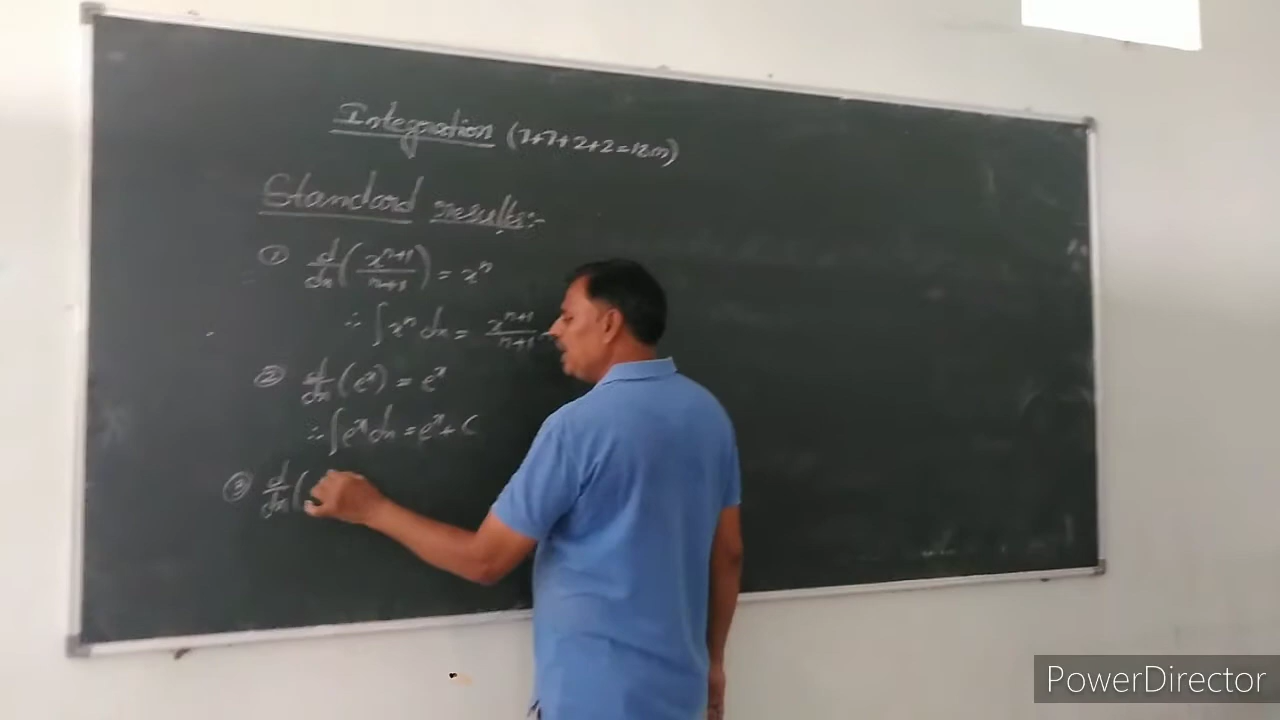 Integration (7+7+2+2=18m)
Standard results:-
① d/dx (x^(n+1)/(n+1)) = x^n
∴ ∫x^n dx = x^(n+1)/(n+1)
② d/dx (e^x) = e^x
∴ ∫e^x dx = e^x + C
③ d/dx (
PowerDirector